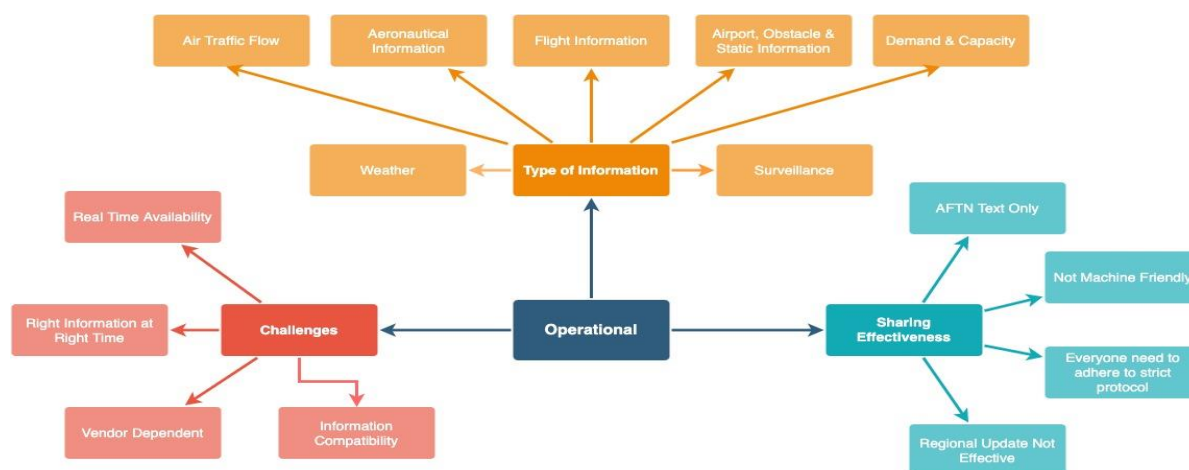 Air Traffic Flow
Aeronautical
Information
Flight Information
Airport, Obstacle &
Static Information
Demand & Capacity
Weather
Type of Information
Surveillance
Real Time Availability
AFTN Text Only
Not Machine Friendly
Right Information at
Right Time
Challenges
Operational
Sharing
Effectiveness
Everyone need to
adhere to strict
protocol
Vendor Dependent
Information
Compatibility
Regional Update Not
Effective